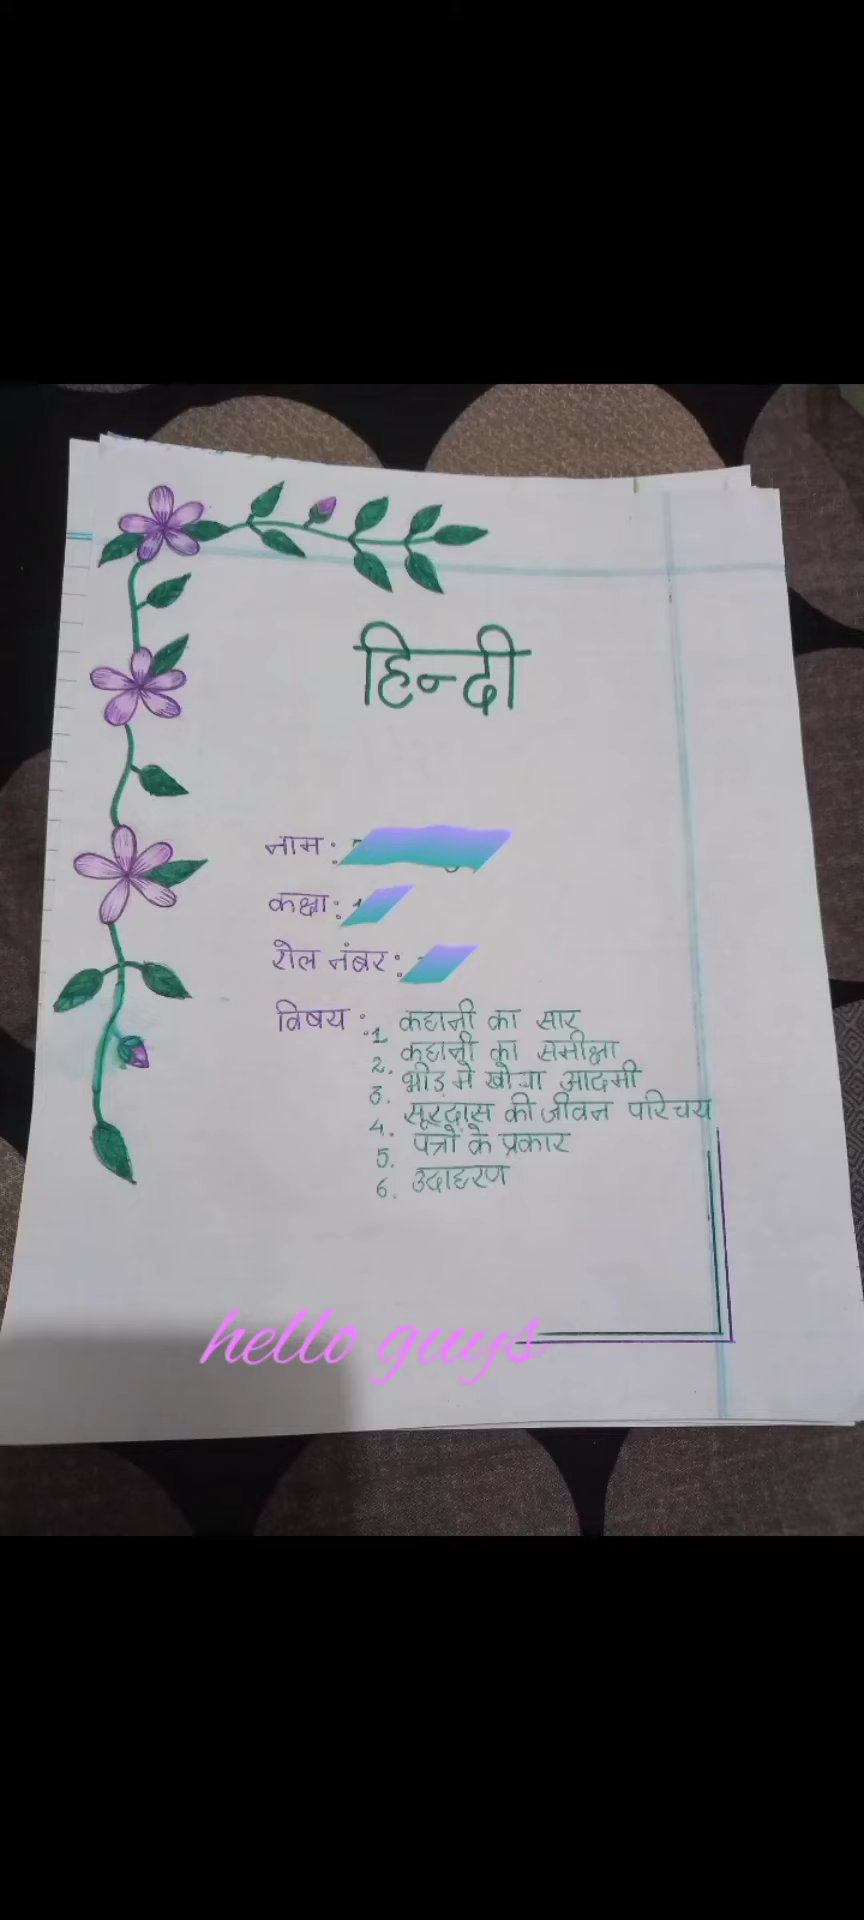 हिन्दी
नाम:
कक्षा:
रोल नंबर:
विषय:
1. कहानी का सार
2. कहानी का समीक्षा
3. भीड़ में खोया आदमी
4. सूरदास की जीवन परिचय
5. पत्रों के प्रकार
6. उदाहरण
hello guys